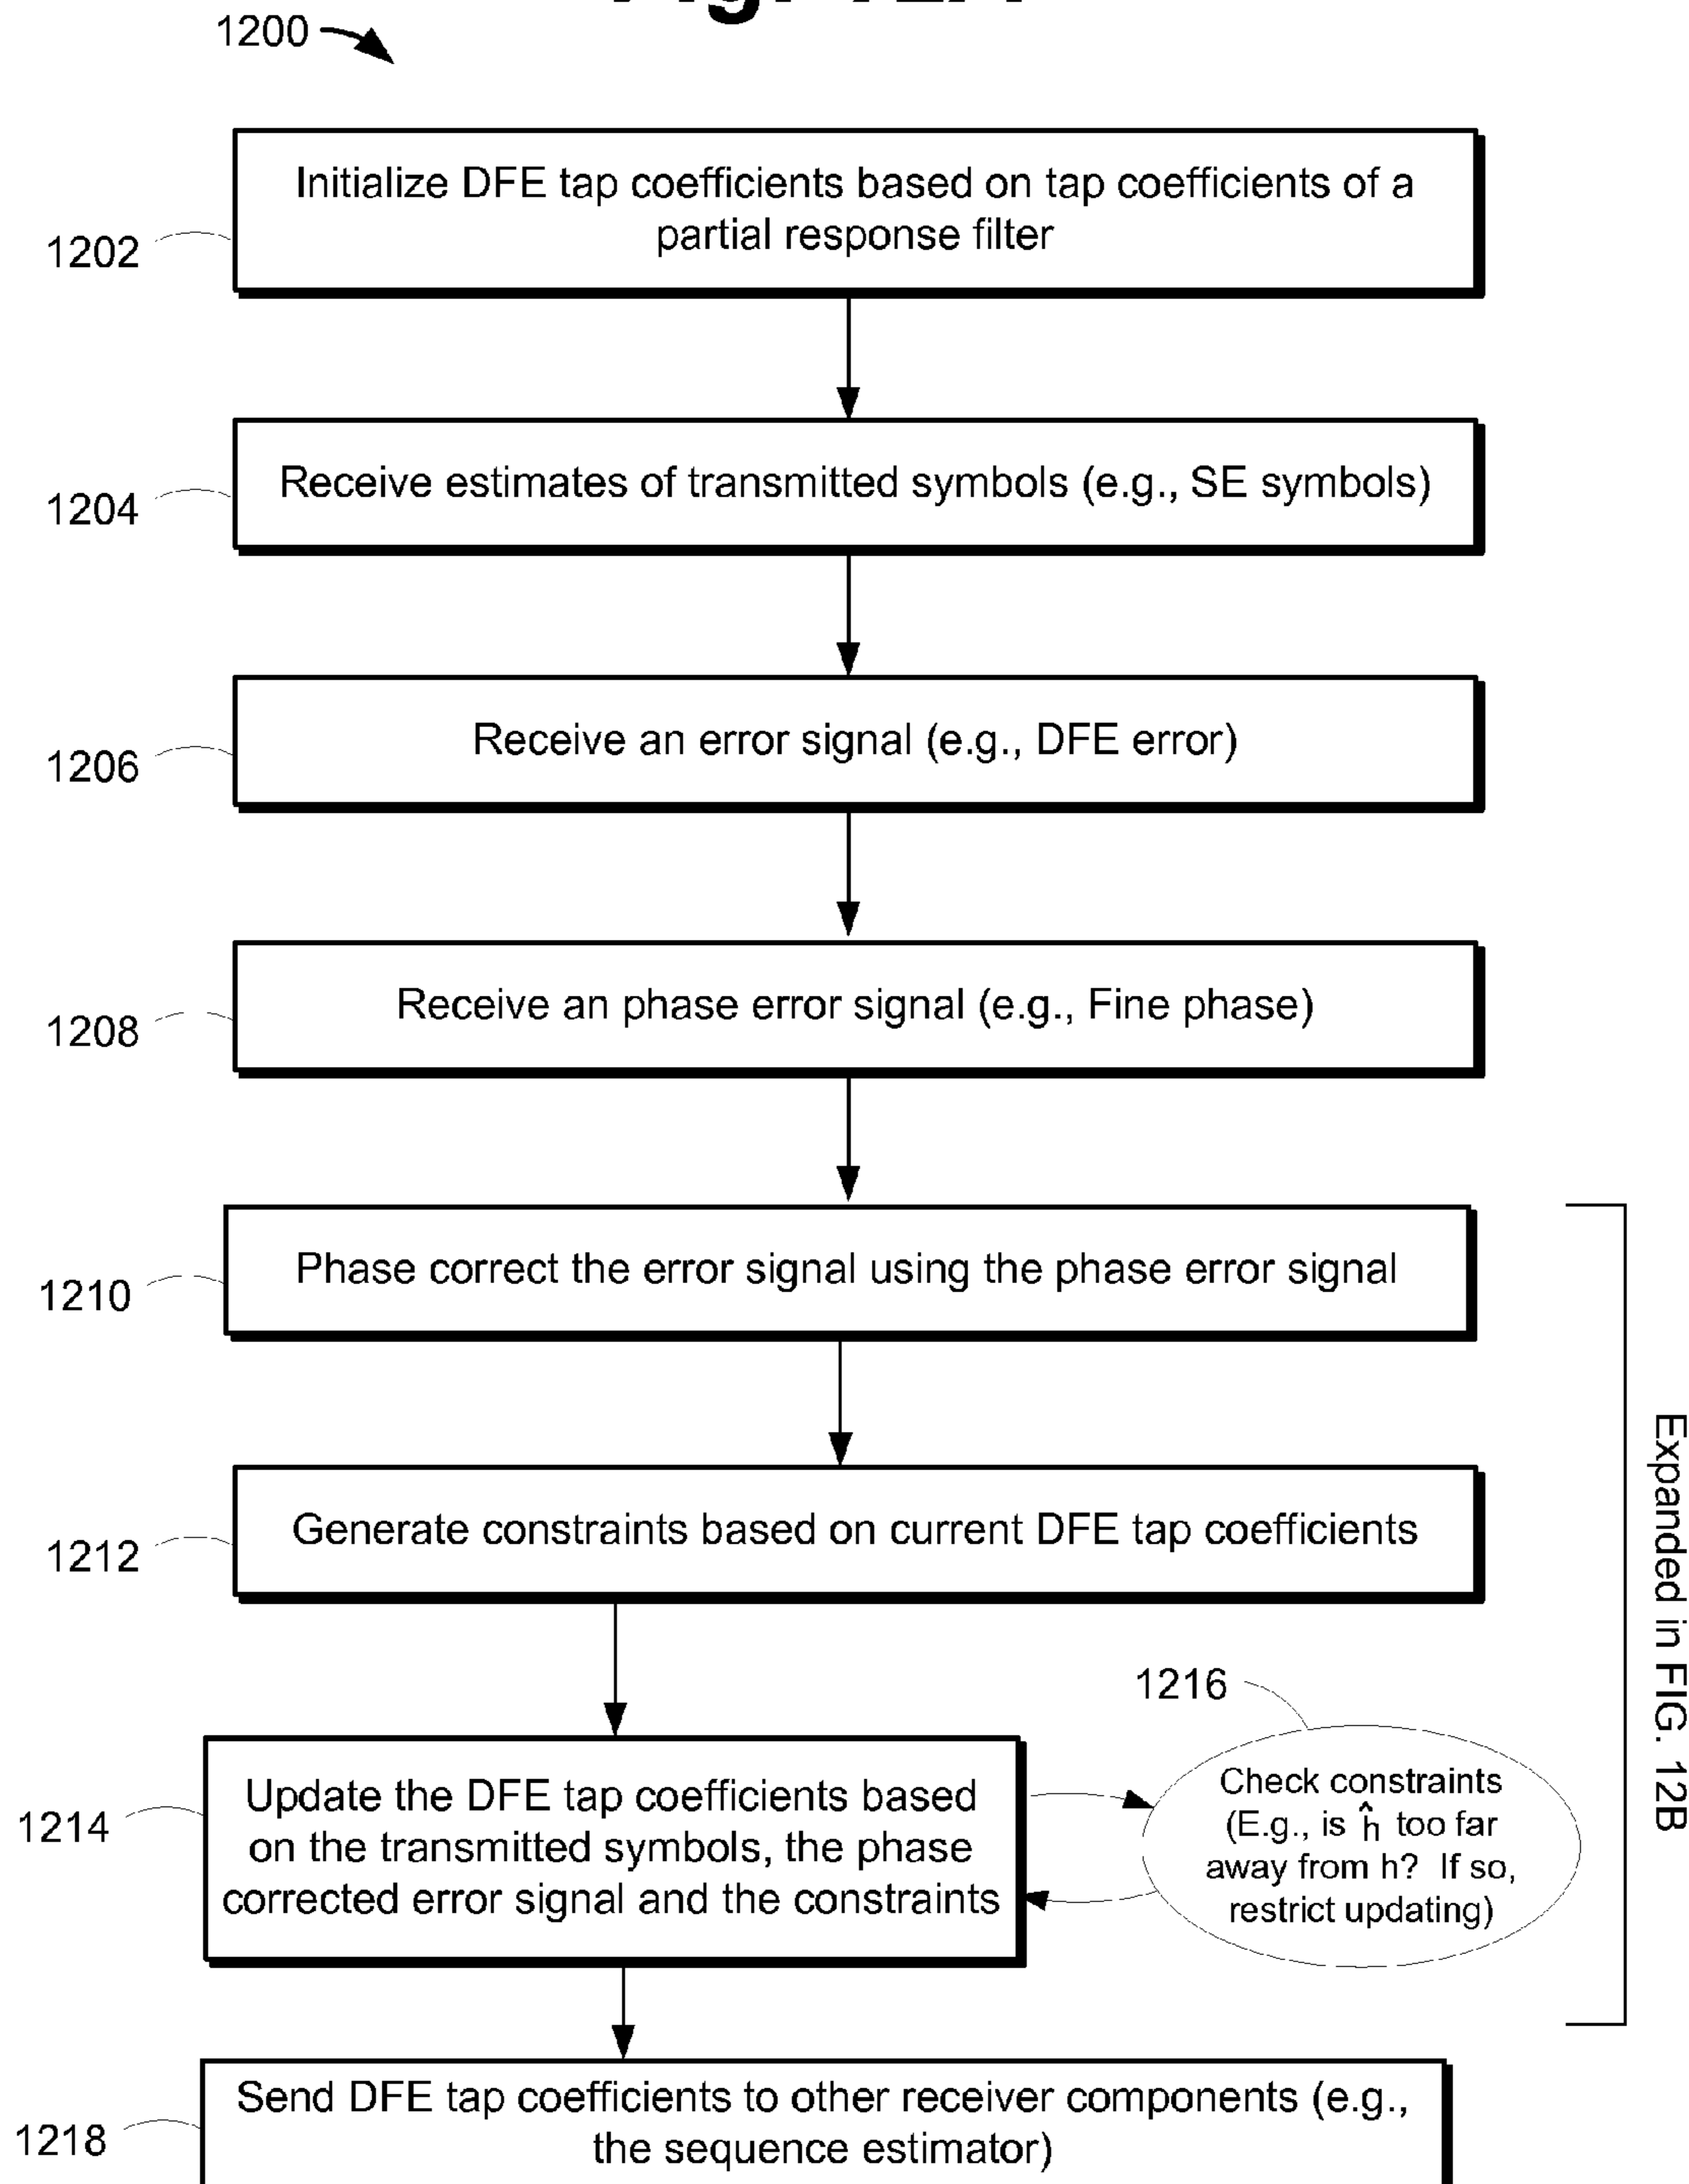 1200
Initialize DFE tap coefficients based on tap coefficients of a
partial response filter
1202
Receive estimates of transmitted symbols (e.g., SE symbols)
1204
Receive an error signal (e.g., DFE error)
1206
Receive an phase error signal (e.g., Fine phase)
1208
Phase correct the error signal using the phase error signal
1210
Generate constraints based on current DFE tap coefficients
1212
Expanded in FIG. 12B
1216
Update the DFE tap coefficients based
on the transmitted symbols, the phase
corrected error signal and the constraints
1214
Check constraints
(E.g., is ĥ too far
away from h? If so,
restrict updating)
Send DFE tap coefficients to other receiver components (e.g.,
the sequence estimator)
1218